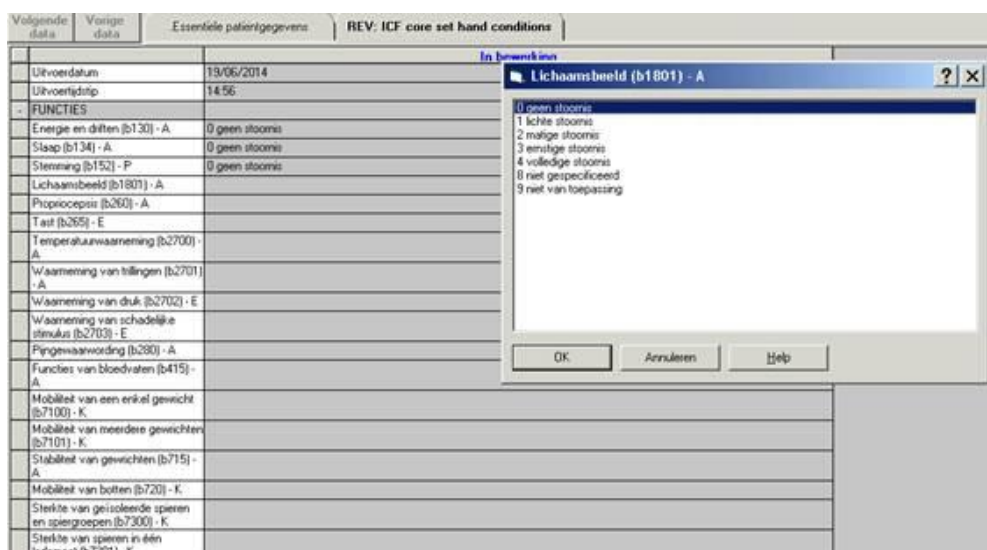 Volgende data
Vorige data
Essentiële patientgegevens
REV: ICF core set hand conditions
In bewerking
Uitvoerdatum 19/06/2014
Uitvoertijdstip 14:56
- FUNCTIES
Energie en driften (b130) - A 0 geen stoornis
Slaap (b134) - A 0 geen stoornis
Stemming (b152) - P 0 geen stoornis
Lichaamsbeeld (b1801) - A
Propriocepsis (b260) - A
Tast (b265) - E
Temperatuurwaarneming (b2700) -
A
Waarneming van trillingen (b2701)
- A
Waarneming van druk (b2702) - E
Waarneming van schadelijke
stimulus (b2703) - E
Pijngewaarwording (b280) - A
Functies van bloedvaten (b415) -
A
Mobiliteit van een enkel gewricht
(b7100) - K
Mobiliteit van meerdere gewrichten
(b7101) - K
Stabiliteit van gewrichten (b715) -
A
Mobiliteit van botten (b720) - K
Sterkte van geïsoleerde spieren
en spiergroepen (b7300) - K
Sterkte van spieren in één
Lichaamsbeeld (b1801) - A
0 geen stoornis
1 lichte stoornis
2 matige stoornis
3 ernstige stoornis
4 volledige stoornis
8 niet gespecificeerd
9 niet van toepassing
OK
Annuleren
Help